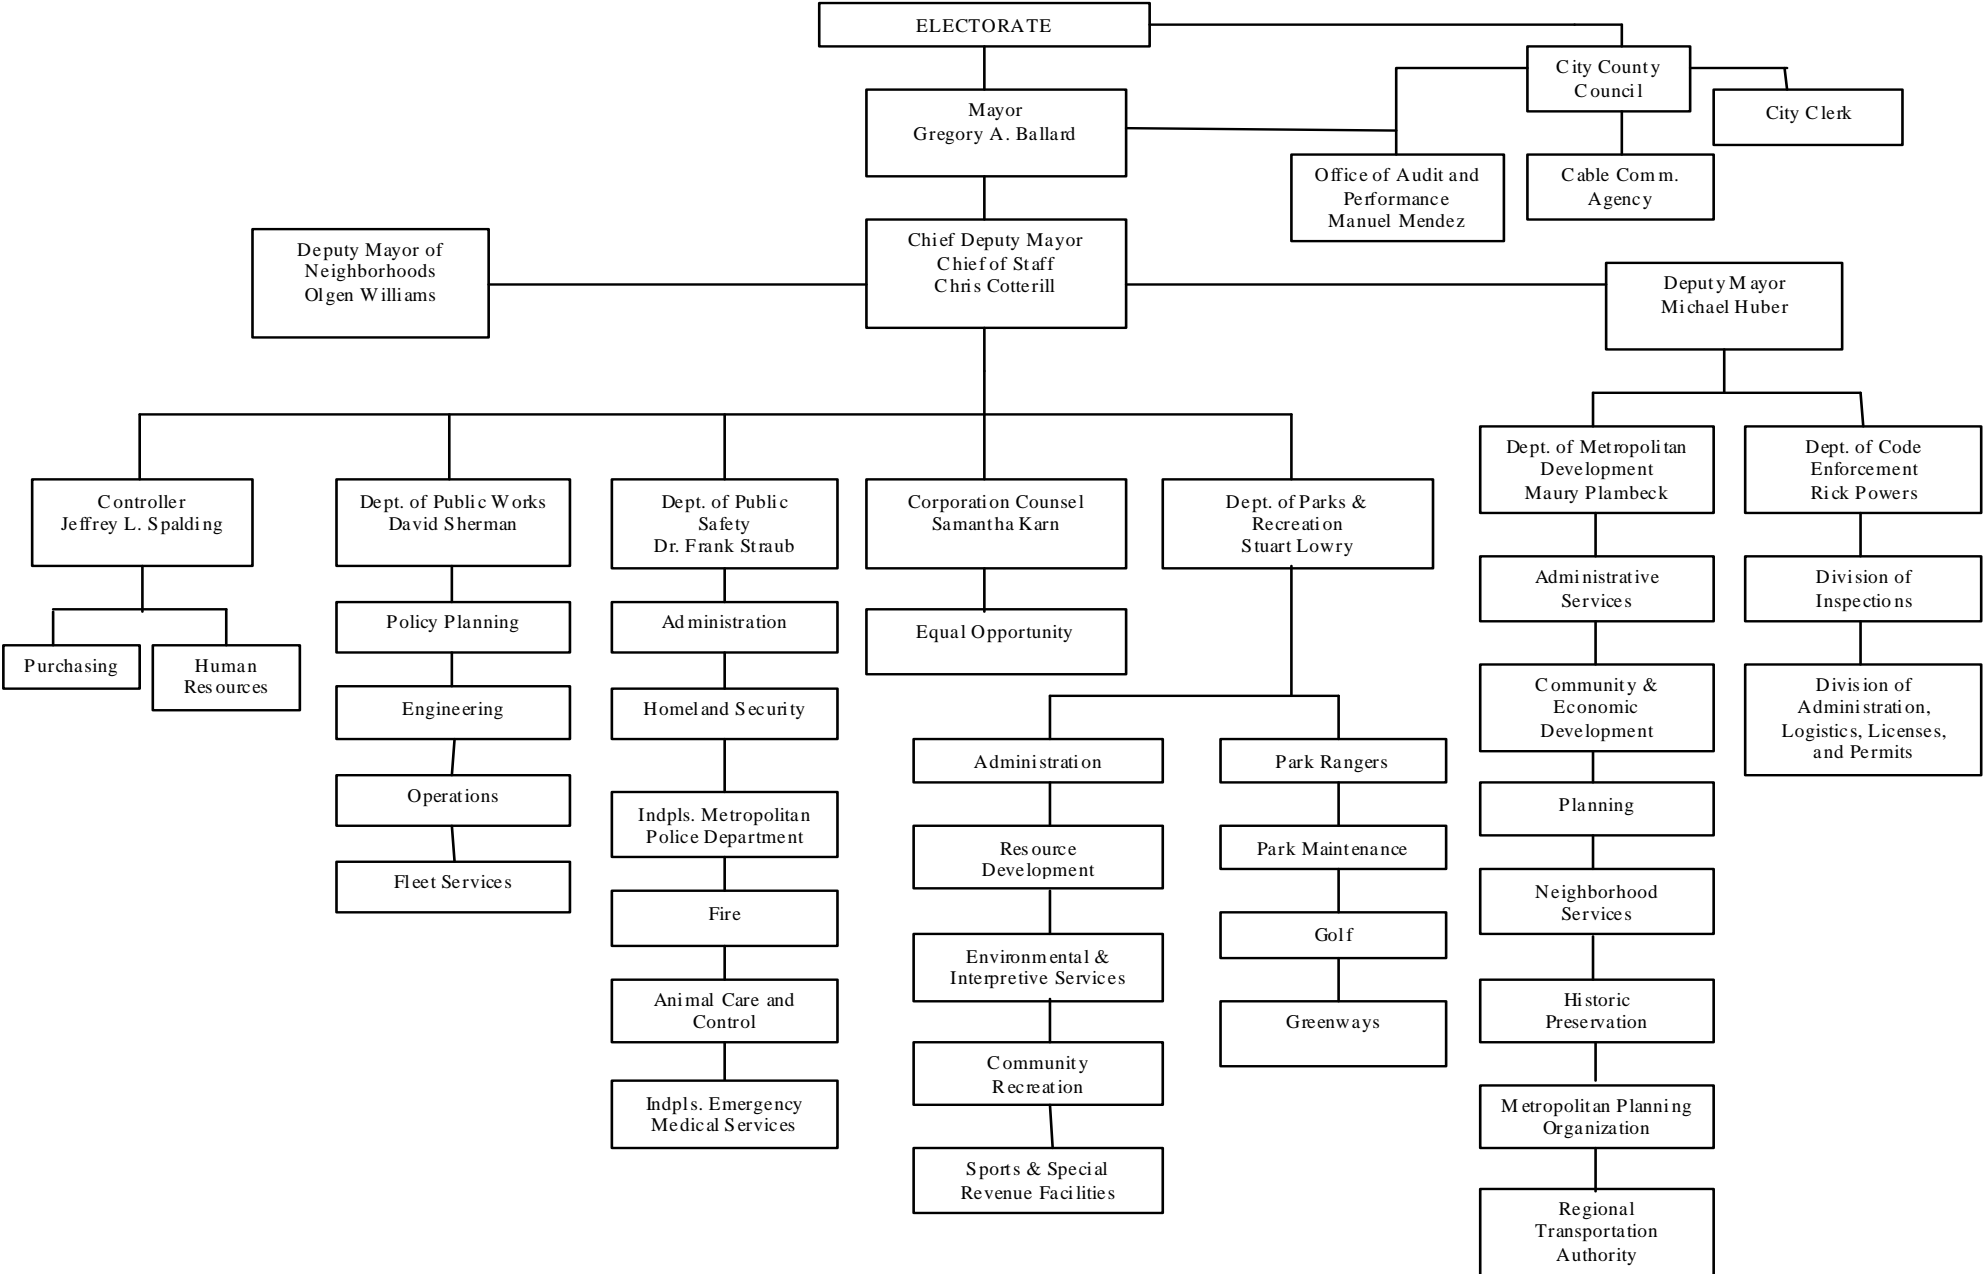 ELECTORATE
City County
Council
City Clerk
Mayor
Gregory A. Ballard
Office of Audit and
Performance
Manuel Mendez
Cable Comm.
Agency
Deputy Mayor of
Neighborhoods
Olgen Williams
Chief Deputy Mayor
Chief of Staff
Chris Cotterill
Deputy Mayor
Michael Huber
Controller
Jeffrey L. Spalding
Purchasing
Human
Resources
Dept. of Public Works
David Sherman
Policy Planning
Engineering
Operations
Fleet Services
Dept. of Public
Safety
Dr. Frank Straub
Administration
Homeland Security
Indpls. Metropolitan
Police Department
Fire
Animal Care and
Control
Indpls. Emergency
Medical Services
Corporation Counsel
Samantha Karn
Equal Opportunity
Dept. of Parks &
Recreation
Stuart Lowry
Administration
Resource
Development
Environmental &
Interpretive Services
Community
Recreation
Sports & Special
Revenue Facilities
Park Rangers
Park Maintenance
Golf
Greenways
Dept. of Metropolitan
Development
Maury Plambeck
Administrative
Services
Community &
Economic
Development
Planning
Neighborhood
Services
Historic
Preservation
Metropolitan Planning
Organization
Regional
Transportation
Authority
Dept. of Code
Enforcement
Rick Powers
Division of
Inspections
Division of
Administration,
Logistics, Licenses,
and Permits